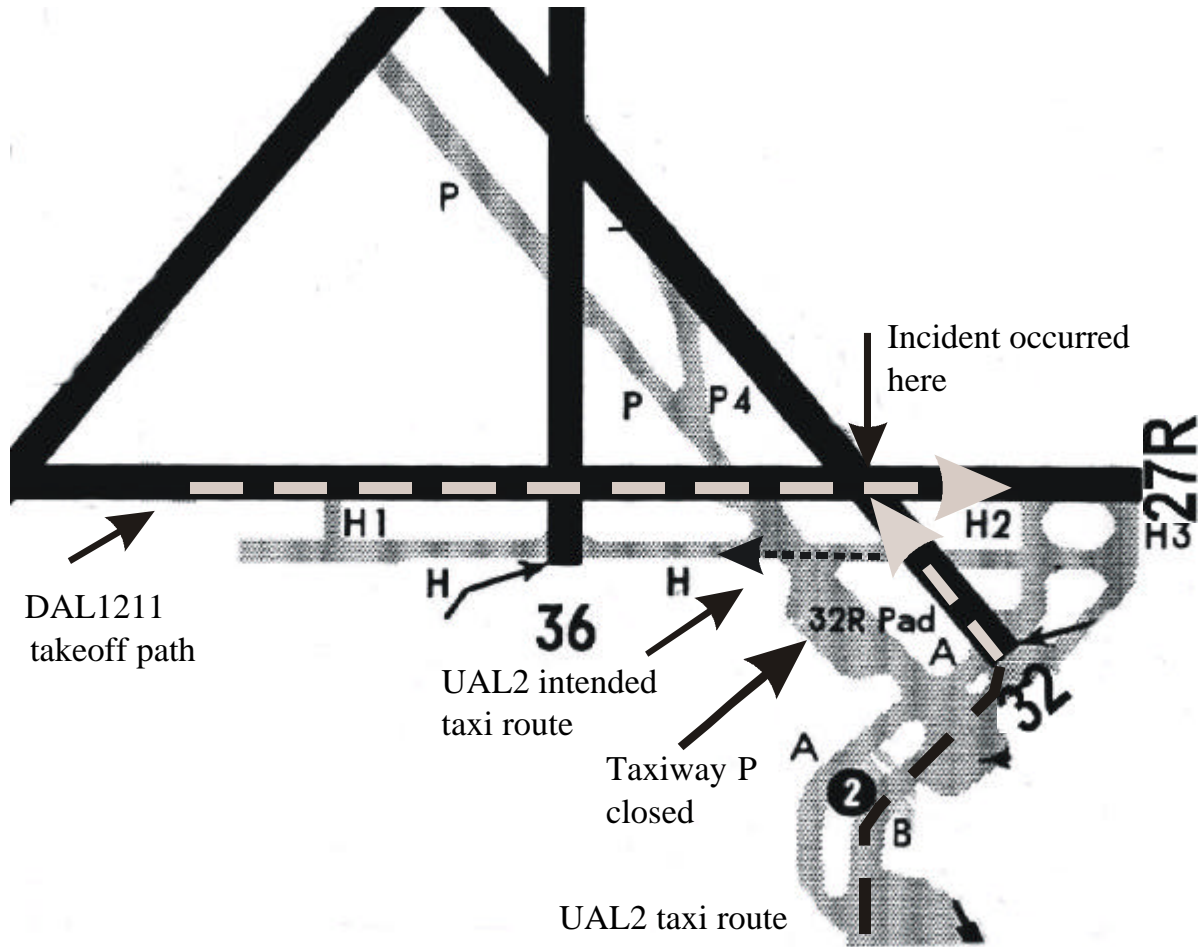 P
Incident occurred
here
P
P4
27R
H1
H2
H3
H
H
DAL1211
takeoff path
36
32R Pad
A
UAL2 intended
taxi route
32
Taxiway P
closed
A
2
B
UAL2 taxi route